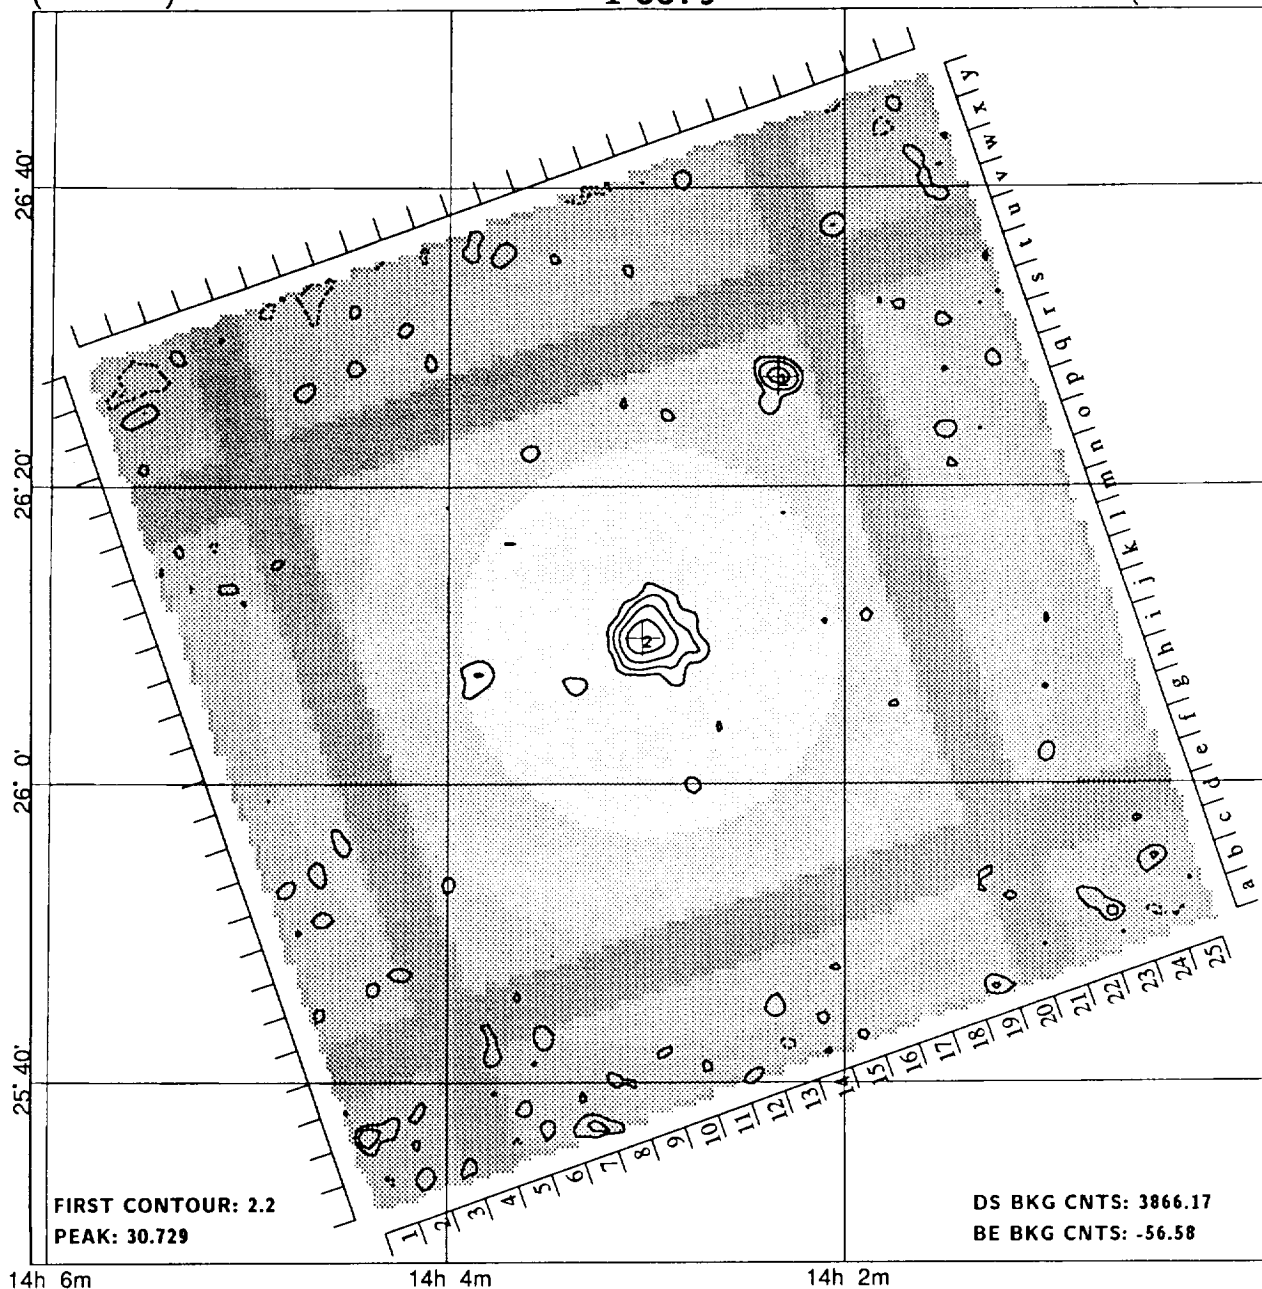 26° 40'
26° 20'
26° 0'
25° 40'
a|b|c|d|e|f|g|h|i|j|k|l|m|n|o|p|q|r|s|t|u|v|w|x|y
2
FIRST CONTOUR: 2.2
PEAK: 30.729
DS BKG CNTS: 3866.17
BE BKG CNTS: -56.58
1 2 3 4 5 6 7 8 9 10 11 12 13 14 15 16 17 18 19 20 21 22 23 24 25
14h 6m
14h 4m
14h 2m